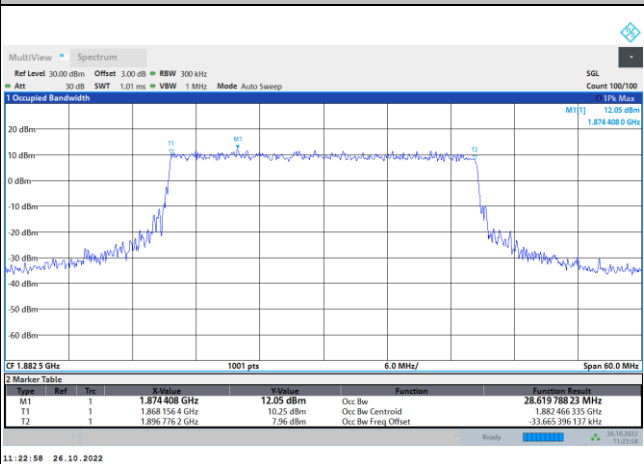 MultiView Spectrum
Ref Level 30.00 dBm Offset 3.00 dB RBW 300 kHz SGL
Att 30 dB SWT 1.01 ms VBW 1 MHz Mode Auto Sweep Count 100/100
1 Occupied Bandwidth 1Pk Max
M1[1] 12.05 dBm
1.874 408 0 GHz
20 dBm
T1 M1 T2
10 dBm
0 dBm
-10 dBm
-20 dBm
-30 dBm
-40 dBm
-50 dBm
-60 dBm
CF 1.882 5 GHz 1001 pts 6.0 MHz/ Span 60.0 MHz
2 Marker Table
Type Ref Trc X-Value Y-Value Function Function Result
M1 1 1.874 408 GHz 12.05 dBm Occ Bw 28.619 788 23 MHz
T1 1 1.868 156 4 GHz 10.25 dBm Occ Bw Centroid 1.882 466 335 GHz
T2 1 1.896 776 2 GHz 7.96 dBm Occ Bw Freq Offset -33.665 396 137 kHz
Ready 26.10.2022
11:22:58
11:22:58 26.10.2022